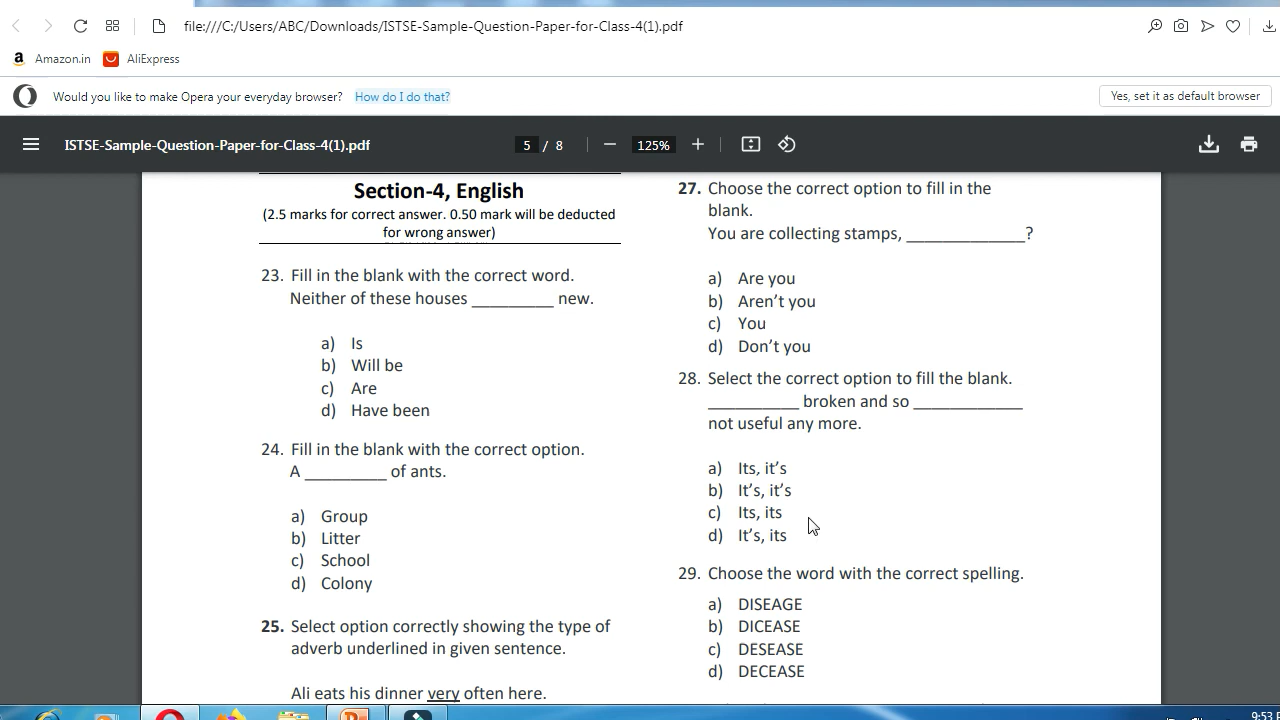 file:///C:/Users/ABC/Downloads/ISTSE-Sample-Question-Paper-for-Class-4(1).pdf
Amazon.in AliExpress
Would you like to make Opera your everyday browser? How do I do that? Yes, set it as default browser
ISTSE-Sample-Question-Paper-for-Class-4(1).pdf 5 / 8 125%
Section-4, English
(2.5 marks for correct answer. 0.50 mark will be deducted
for wrong answer)
23. Fill in the blank with the correct word.
Neither of these houses _________ new.
a) Is
b) Will be
c) Are
d) Have been
24. Fill in the blank with the correct option.
A _________ of ants.
a) Group
b) Litter
c) School
d) Colony
25. Select option correctly showing the type of
adverb underlined in given sentence.
Ali eats his dinner very often here.
27. Choose the correct option to fill in the
blank.
You are collecting stamps, _____________?
a) Are you
b) Aren't you
c) You
d) Don't you
28. Select the correct option to fill the blank.
__________ broken and so ____________
not useful any more.
a) Its, it's
b) It's, it's
c) Its, its
d) It's, its
29. Choose the word with the correct spelling.
a) DISEAGE
b) DICEASE
c) DESEASE
d) DECEASE